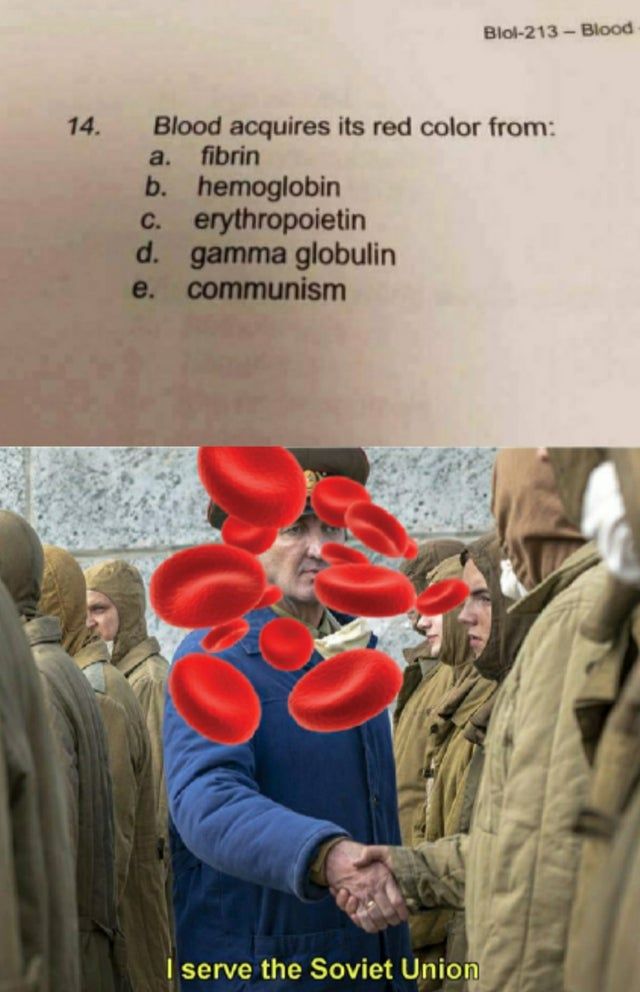 Biol-213 – Blood
14. Blood acquires its red color from:
a. fibrin
b. hemoglobin
c. erythropoietin
d. gamma globulin
e. communism
I serve the Soviet Union